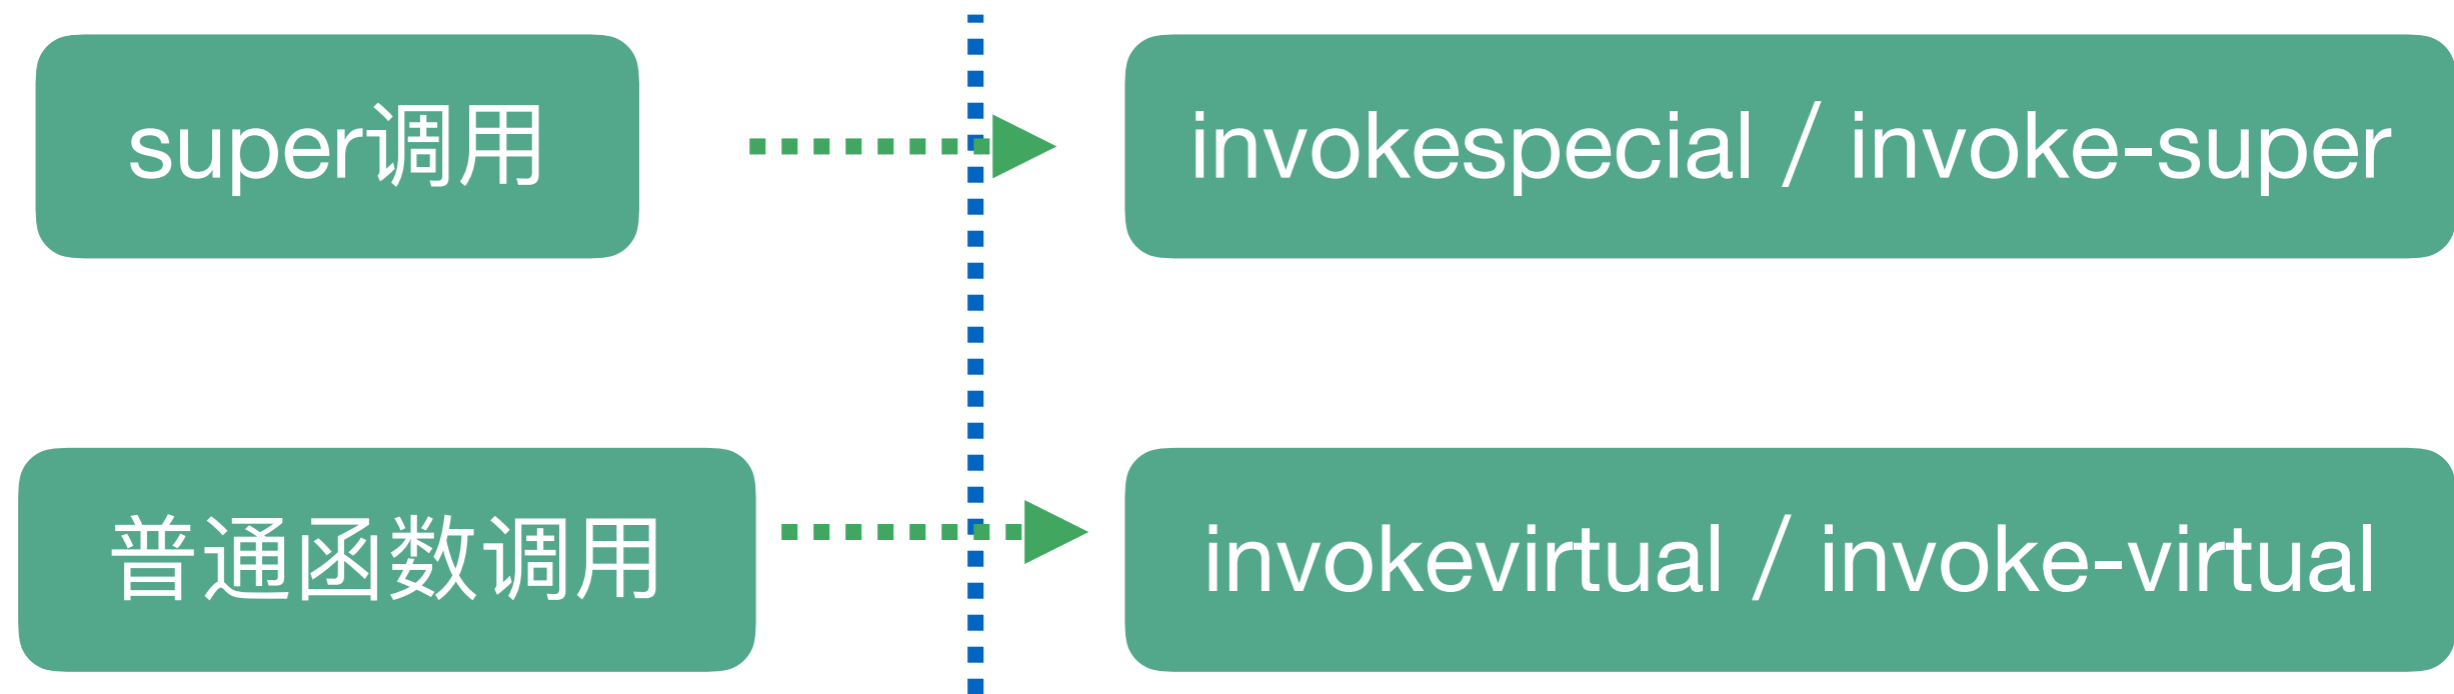 super调用
invokespecial / invoke-super
普通函数调用
invokevirtual / invoke-virtual